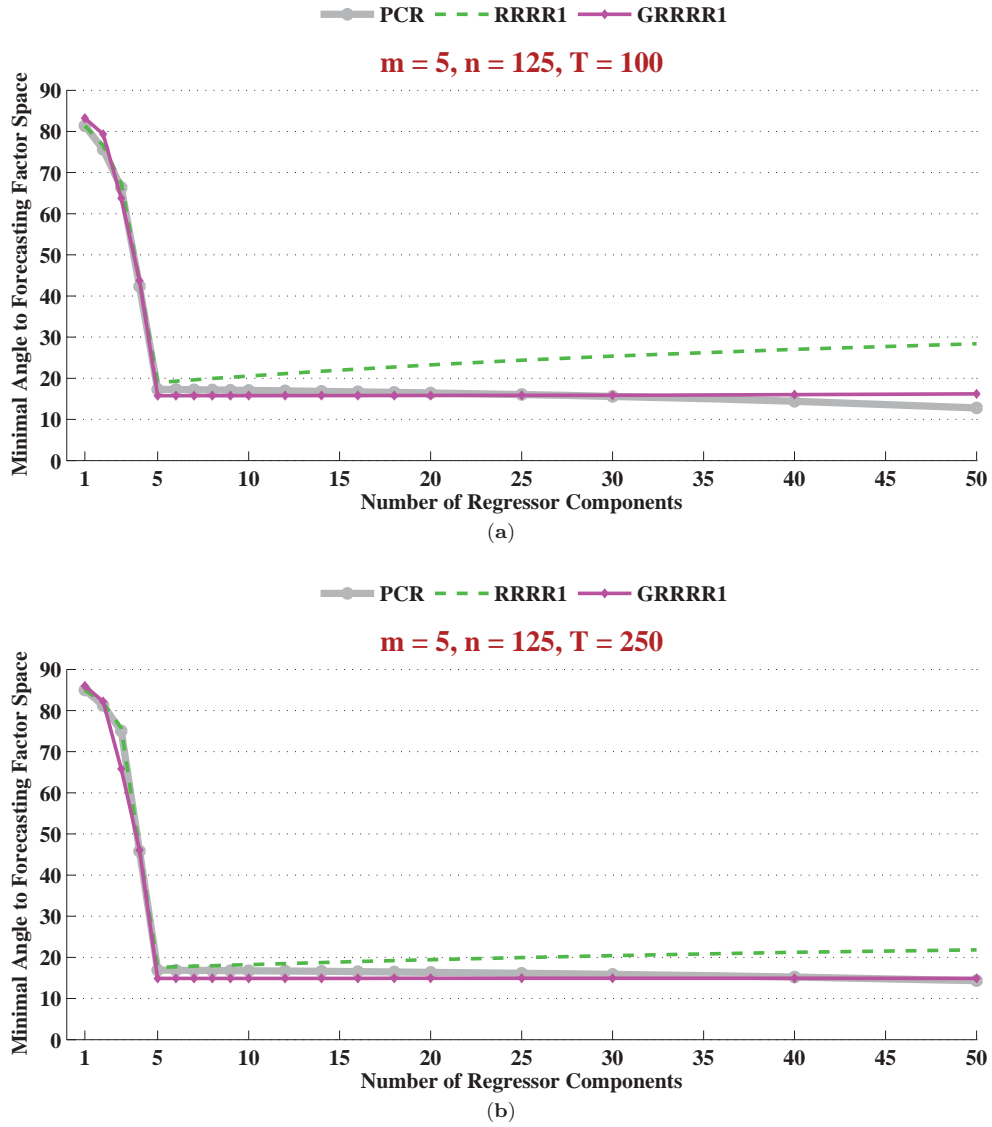 PCR RRRR1 GRRRR1
m = 5, n = 125, T = 100
Minimal Angle to Forecasting Factor Space
90
80
70
60
50
40
30
20
10
0
1 5 10 15 20 25 30 35 40 45 50
Number of Regressor Components
(a)
PCR RRRR1 GRRRR1
m = 5, n = 125, T = 250
Minimal Angle to Forecasting Factor Space
90
80
70
60
50
40
30
20
10
0
1 5 10 15 20 25 30 35 40 45 50
Number of Regressor Components
(b)